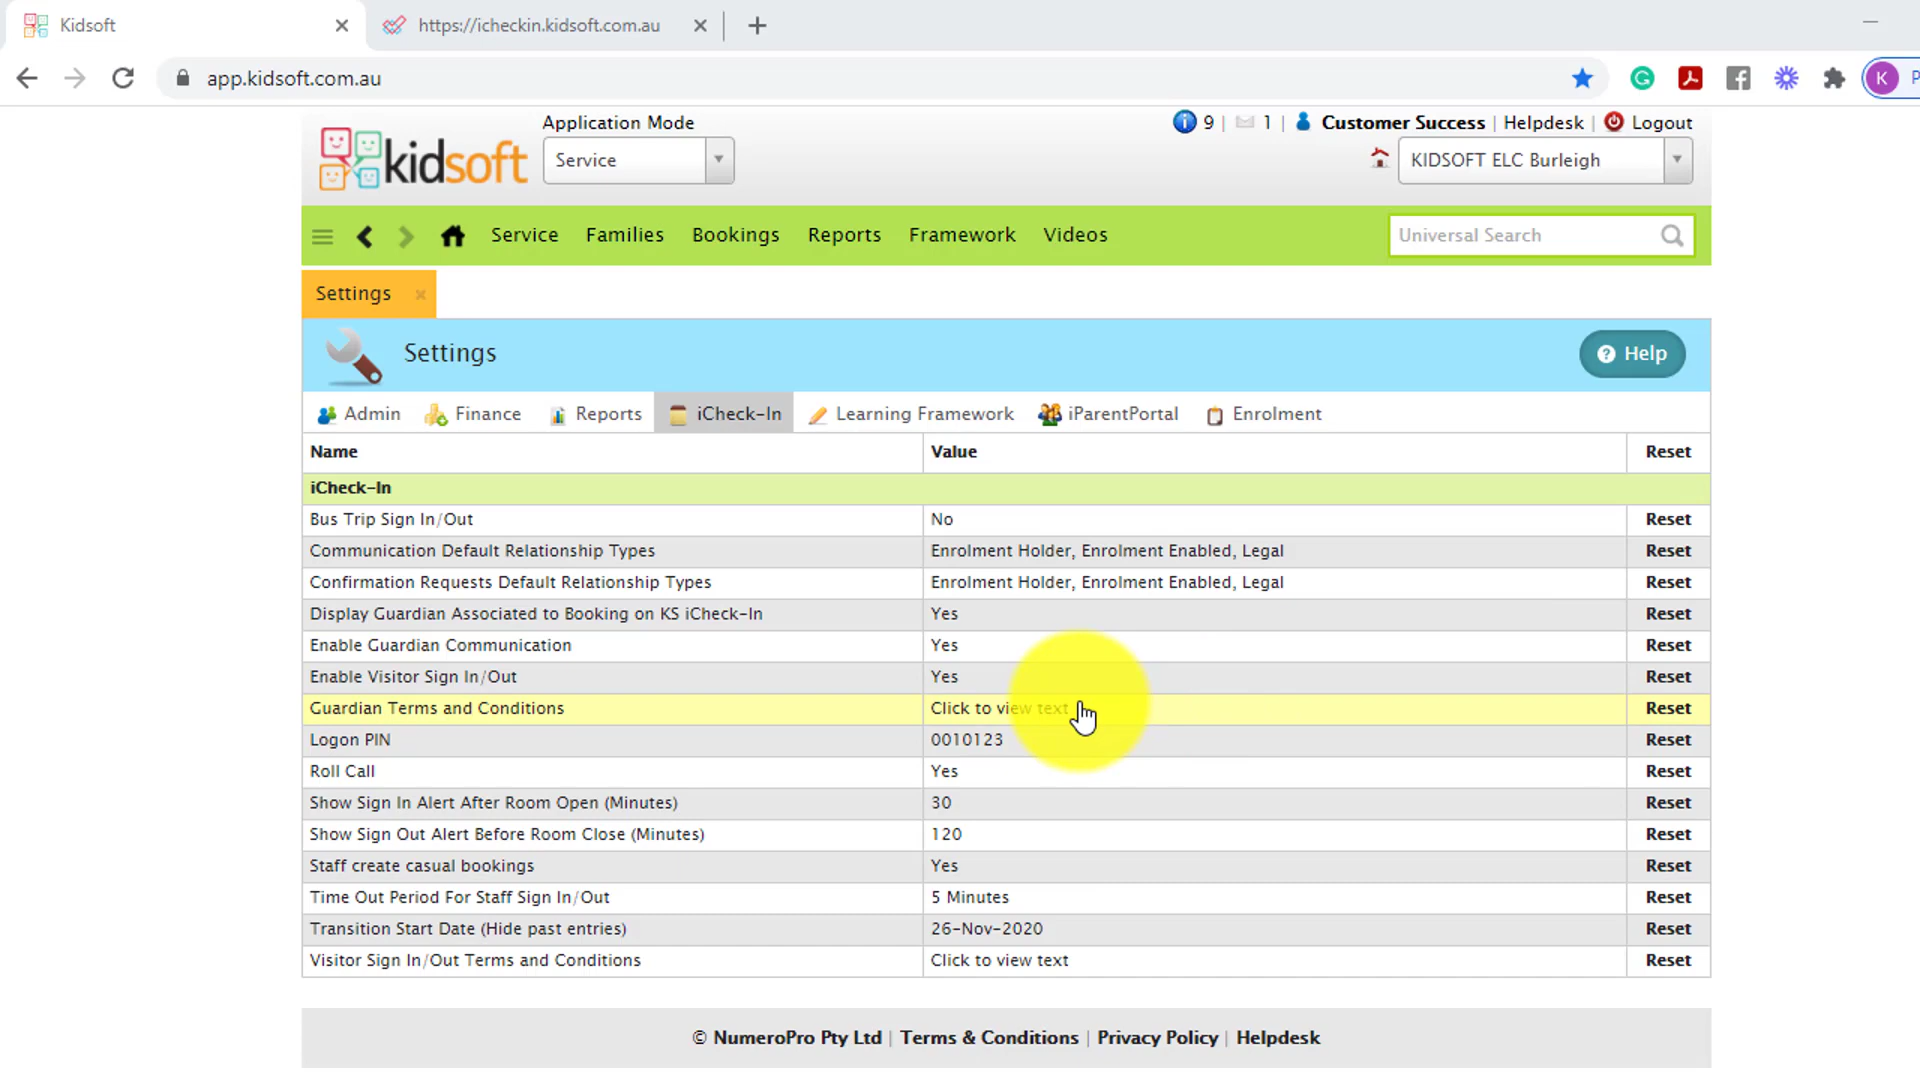 Kidsoft
https://icheckin.kidsoft.com.au
app.kidsoft.com.au
K
P
kidsoft
Application Mode
Service
9 | 1 | Customer Success | Helpdesk | Logout
KIDSOFT ELC Burleigh
Service Families Bookings Reports Framework Videos
Universal Search
Settings
Settings
Help
Admin Finance Reports iCheck-In Learning Framework iParentPortal Enrolment
Name Value Reset
iCheck-In
Bus Trip Sign In/Out No Reset
Communication Default Relationship Types Enrolment Holder, Enrolment Enabled, Legal Reset
Confirmation Requests Default Relationship Types Enrolment Holder, Enrolment Enabled, Legal Reset
Display Guardian Associated to Booking on KS iCheck-In Yes Reset
Enable Guardian Communication Yes Reset
Enable Visitor Sign In/Out Yes Reset
Guardian Terms and Conditions Click to view text Reset
Logon PIN 0010123 Reset
Roll Call Yes Reset
Show Sign In Alert After Room Open (Minutes) 30 Reset
Show Sign Out Alert Before Room Close (Minutes) 120 Reset
Staff create casual bookings Yes Reset
Time Out Period For Staff Sign In/Out 5 Minutes Reset
Transition Start Date (Hide past entries) 26-Nov-2020 Reset
Visitor Sign In/Out Terms and Conditions Click to view text Reset
© NumeroPro Pty Ltd | Terms & Conditions | Privacy Policy | Helpdesk